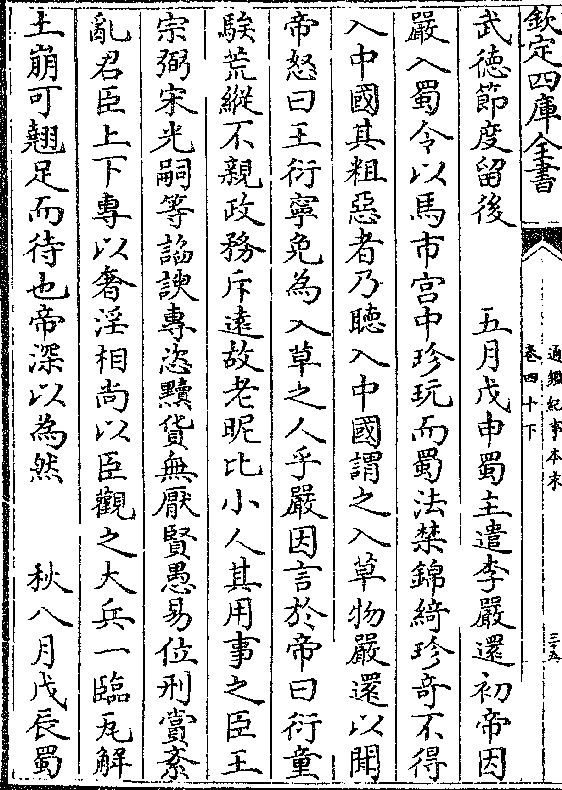 欽定四庫全書
通鑑紀事本末
卷四十下
三十五
武德節度留後　五月戊申蜀主遣李嚴還初帝因
嚴入蜀令以馬市宫中珍玩而蜀法禁錦綺珍奇不得
入中國其粗惡者乃聽入中國謂之入草物嚴還以聞
帝怒曰王衍寧免為入草之人乎嚴因言於帝曰衍童
騃荒縱不親政務斥遠故老昵比小人其用事之臣王
宗弼宋光嗣等諂諛專恣黷貨無厭賢愚易位刑賞紊
亂君臣上下專以奢淫相尚以臣觀之大兵一臨瓦解
土崩可翹足而待也帝深以為然　秋八月戊辰蜀